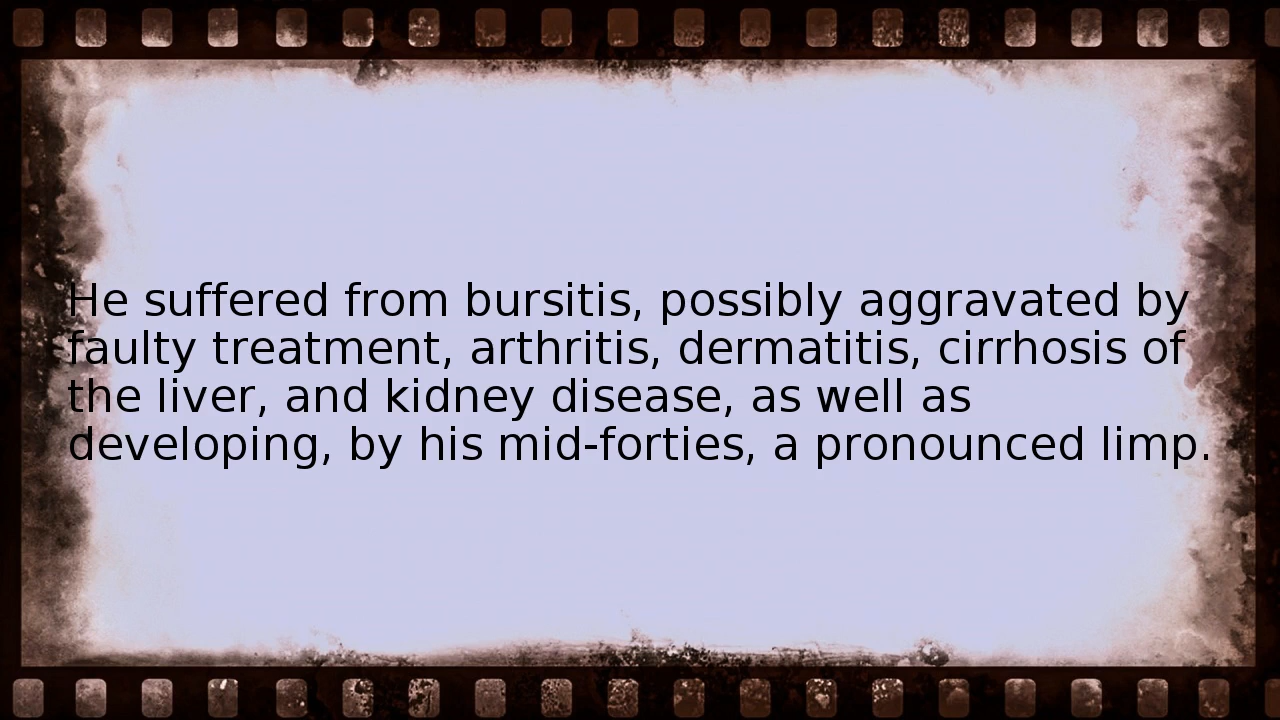 He suffered from bursitis, possibly aggravated by
faulty treatment, arthritis, dermatitis, cirrhosis of
the liver, and kidney disease, as well as
developing, by his mid-forties, a pronounced limp.